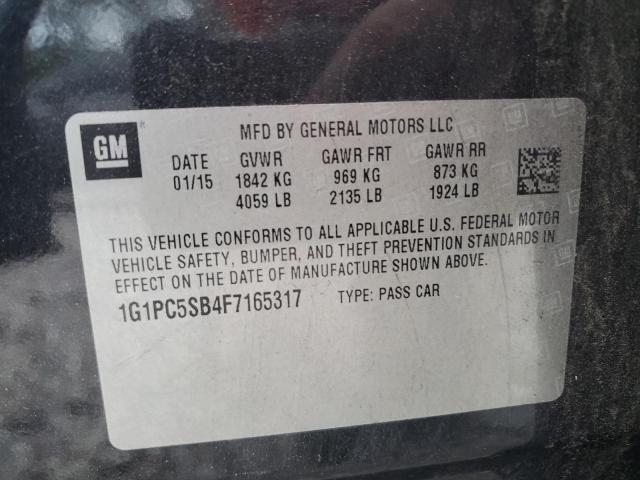 GM
MFD BY GENERAL MOTORS LLC
DATE GVWR GAWR FRT GAWR RR
01/15 1842 KG 969 KG 873 KG
4059 LB 2135 LB 1924 LB
THIS VEHICLE CONFORMS TO ALL APPLICABLE U.S. FEDERAL MOTOR
VEHICLE SAFETY, BUMPER, AND THEFT PREVENTION STANDARDS IN
EFFECT ON THE DATE OF MANUFACTURE SHOWN ABOVE.
1G1PC5SB4F7165317 TYPE: PASS CAR